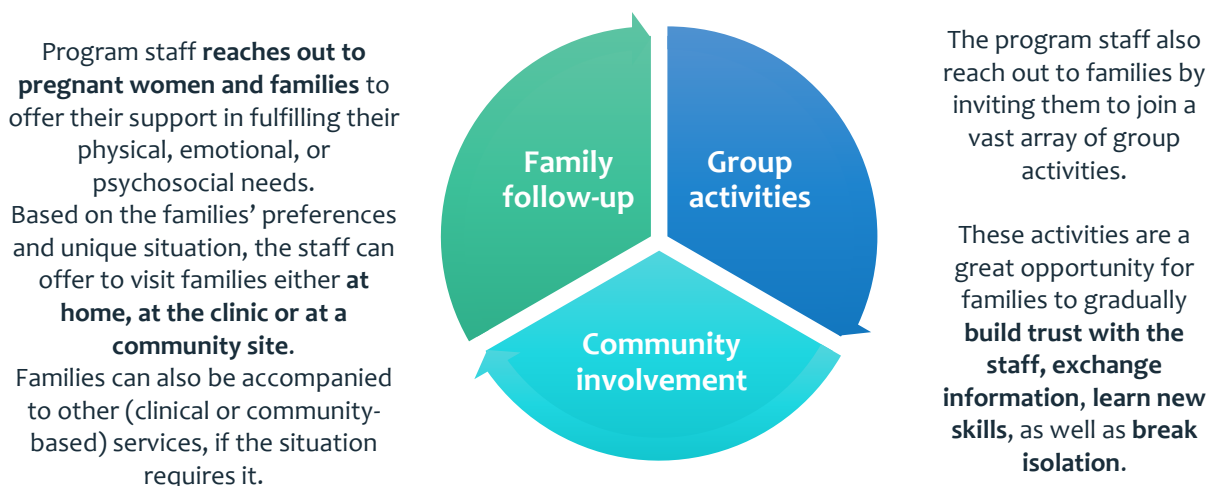 Program staff reaches out to
pregnant women and families to
offer their support in fulfilling their
physical, emotional, or
psychosocial needs.
Based on the families’ preferences
and unique situation, the staff can
offer to visit families either at
home, at the clinic or at a
community site.
Families can also be accompanied
to other (clinical or community-
based) services, if the situation
requires it.
Family
follow-up
Group
activities
Community
involvement
The program staff also
reach out to families by
inviting them to join a
vast array of group
activities.
These activities are a
great opportunity for
families to gradually
build trust with the
staff, exchange
information, learn new
skills, as well as break
isolation.